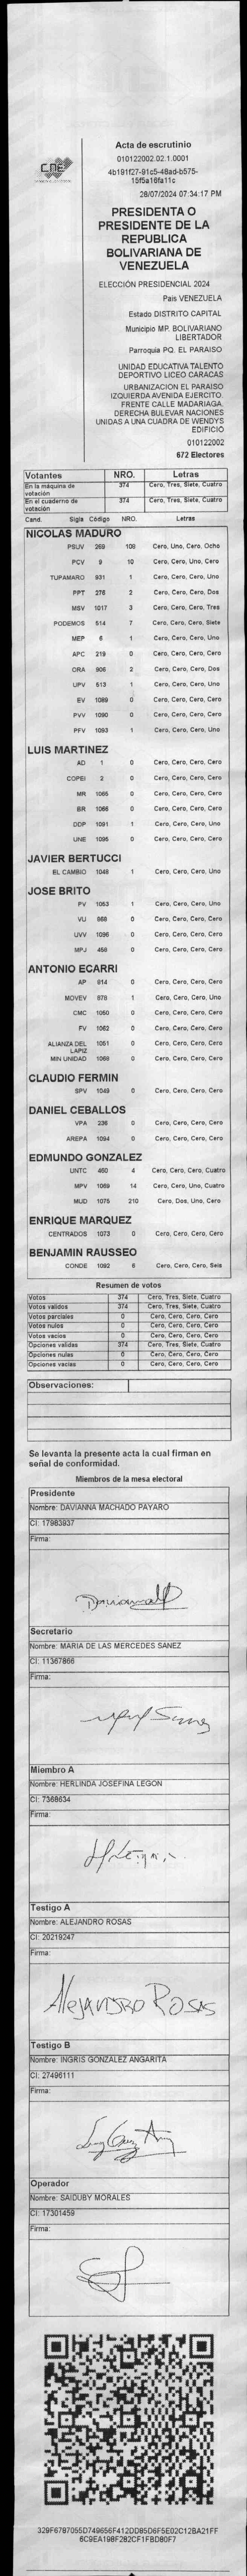 CNE
Acta de escrutinio
010122002.02.1.0001
4b191f27-91c5-48ad-b575-
15f5a16fa11c
28/07/2024 07:34:17 PM
PRESIDENTA O
PRESIDENTE DE LA
REPUBLICA
BOLIVARIANA DE
VENEZUELA
ELECCIÓN PRESIDENCIAL 2024
Pais VENEZUELA
Estado DISTRITO CAPITAL
Municipio MP. BOLIVARIANO
LIBERTADOR
Parroquia PQ. EL PARAISO
UNIDAD EDUCATIVA TALENTO
DEPORTIVO LICEO CARACAS
URBANIZACION EL PARAISO
IZQUIERDA AVENIDA EJERCITO.
FRENTE CALLE MADARIAGA.
DERECHA BULEVAR NACIONES
UNIDAS A UNA CUADRA DE WENDYS
EDIFICIO
010122002
672 Electores
Votantes NRO. Letras
En la máquina de votación 374 Cero, Tres, Siete, Cuatro
En el cuaderno de votación 374 Cero, Tres, Siete, Cuatro
Cand. Sigla Código NRO. Letras
NICOLAS MADURO
PSUV 269 108 Cero, Uno, Cero, Ocho
PCV 9 10 Cero, Cero, Uno, Cero
TUPAMARO 931 1 Cero, Cero, Cero, Uno
PPT 276 2 Cero, Cero, Cero, Dos
MSV 1017 3 Cero, Cero, Cero, Tres
PODEMOS 514 7 Cero, Cero, Cero, Siete
MEP 6 1 Cero, Cero, Cero, Uno
APC 219 0 Cero, Cero, Cero, Cero
ORA 906 2 Cero, Cero, Cero, Dos
UPV 513 1 Cero, Cero, Cero, Uno
EV 1089 0 Cero, Cero, Cero, Cero
PVV 1090 0 Cero, Cero, Cero, Cero
PFV 1093 1 Cero, Cero, Cero, Uno
LUIS MARTINEZ
AD 1 0 Cero, Cero, Cero, Cero
COPEI 2 0 Cero, Cero, Cero, Cero
MR 1065 0 Cero, Cero, Cero, Cero
BR 1066 0 Cero, Cero, Cero, Cero
DDP 1091 1 Cero, Cero, Cero, Uno
UNE 1095 0 Cero, Cero, Cero, Cero
JAVIER BERTUCCI
EL CAMBIO 1048 1 Cero, Cero, Cero, Uno
JOSE BRITO
PV 1053 1 Cero, Cero, Cero, Uno
VU 868 0 Cero, Cero, Cero, Cero
UVV 1096 0 Cero, Cero, Cero, Cero
MPJ 458 0 Cero, Cero, Cero, Cero
ANTONIO ECARRI
AP 814 0 Cero, Cero, Cero, Cero
MOVEV 878 1 Cero, Cero, Cero, Uno
CMC 1050 0 Cero, Cero, Cero, Cero
FV 1062 0 Cero, Cero, Cero, Cero
ALIANZA DEL LAPIZ 1051 0 Cero, Cero, Cero, Cero
MIN UNIDAD 1068 0 Cero, Cero, Cero, Cero
CLAUDIO FERMIN
SPV 1049 0 Cero, Cero, Cero, Cero
DANIEL CEBALLOS
VPA 236 0 Cero, Cero, Cero, Cero
AREPA 1094 0 Cero, Cero, Cero, Cero
EDMUNDO GONZALEZ
UNTC 460 4 Cero, Cero, Cero, Cuatro
MPV 1069 14 Cero, Cero, Uno, Cuatro
MUD 1075 210 Cero, Dos, Uno, Cero
ENRIQUE MARQUEZ
CENTRADOS 1073 0 Cero, Cero, Cero, Cero
BENJAMIN RAUSSEO
CONDE 1092 6 Cero, Cero, Cero, Seis
Resumen de votos
Votos 374 Cero, Tres, Siete, Cuatro
Votos validos 374 Cero, Tres, Siete, Cuatro
Votos parciales 0 Cero, Cero, Cero, Cero
Votos nulos 0 Cero, Cero, Cero, Cero
Votos vacios 0 Cero, Cero, Cero, Cero
Opciones validas 374 Cero, Tres, Siete, Cuatro
Opciones nulas 0 Cero, Cero, Cero, Cero
Opciones vacias 0 Cero, Cero, Cero, Cero
Observaciones:
Se levanta la presente acta la cual firman en
señal de conformidad.
Miembros de la mesa electoral
Presidente
Nombre: DAVIANNA MACHADO PAYARO
CI: 17983937
Firma:
Secretario
Nombre: MARIA DE LAS MERCEDES SANEZ
CI: 11367866
Firma:
Miembro A
Nombre: HERLINDA JOSEFINA LEGON
CI: 7368634
Firma:
Testigo A
Nombre: ALEJANDRO ROSAS
CI: 20219247
Firma:
Alejandro Rosas
Testigo B
Nombre: INGRIS GONZALEZ ANGARITA
CI: 27496111
Firma:
Operador
Nombre: SAIDUBY MORALES
CI: 17301459
Firma:
329F6787055D749656F412DD85D6F5E02C12BA21FF
6C9EA198F282CF1FBD80F7